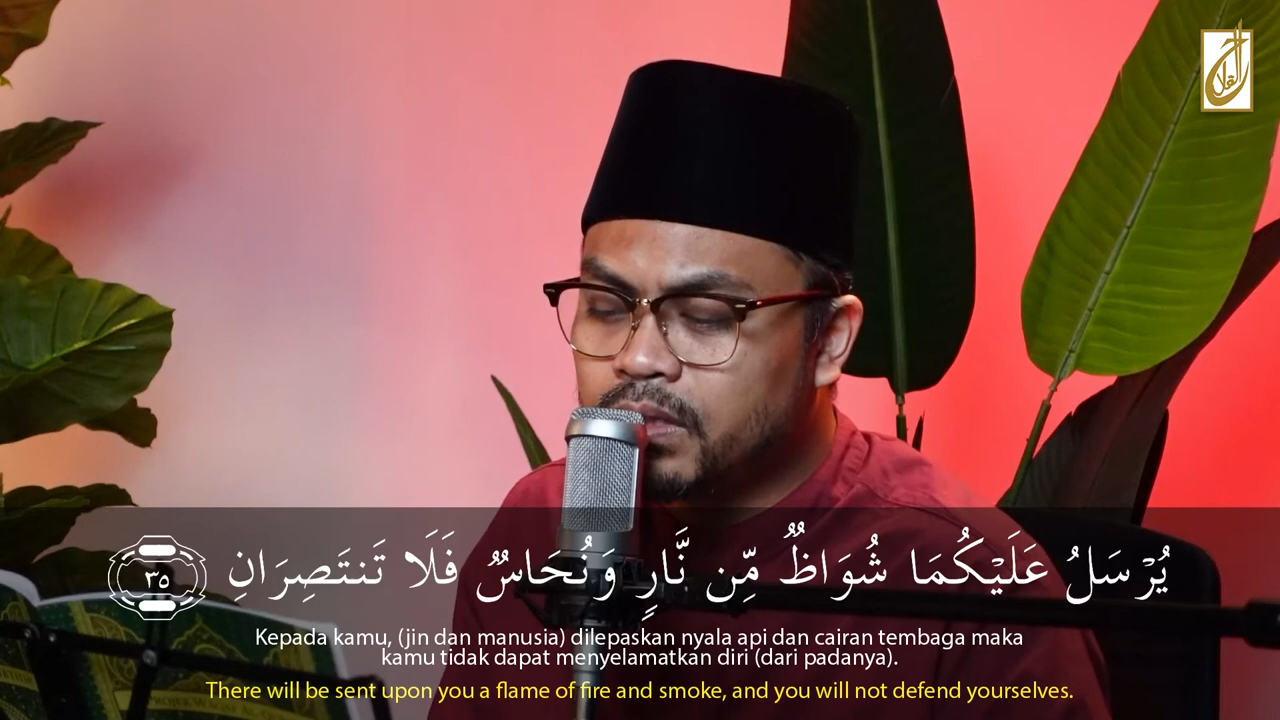 يُرْسَلُ عَلَيْكُمَا شُوَاظٌ مِّن نَّارٍ وَنُحَاسٌ فَلَا تَنتَصِرَانِ ٣٥
Kepada kamu, (jin dan manusia) dilepaskan nyala api dan cairan tembaga maka
kamu tidak dapat menyelamatkan diri (dari padanya).
There will be sent upon you a flame of fire and smoke, and you will not defend yourselves.